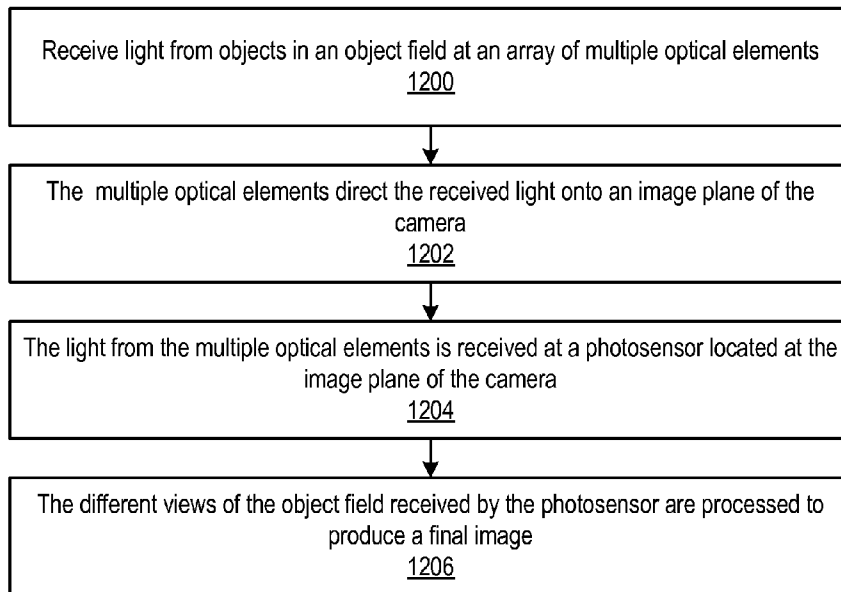 Receive light from objects in an object field at an array of multiple optical elements
1200
The multiple optical elements direct the received light onto an image plane of the
camera
1202
The light from the multiple optical elements is received at a photosensor located at the
image plane of the camera
1204
The different views of the object field received by the photosensor are processed to
produce a final image
1206